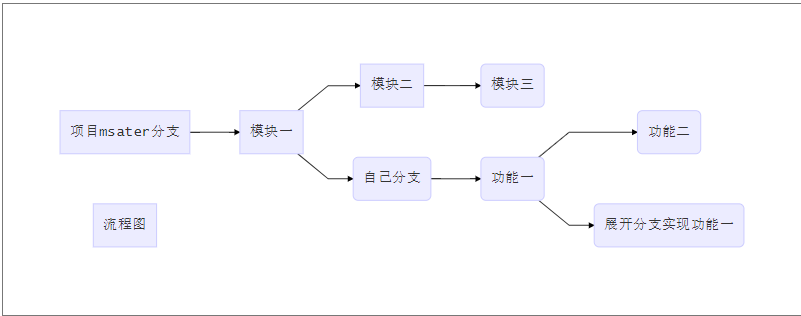 模块二
模块三
项目msater分支
模块一
功能二
自己分支
功能一
流程图
展开分支实现功能一